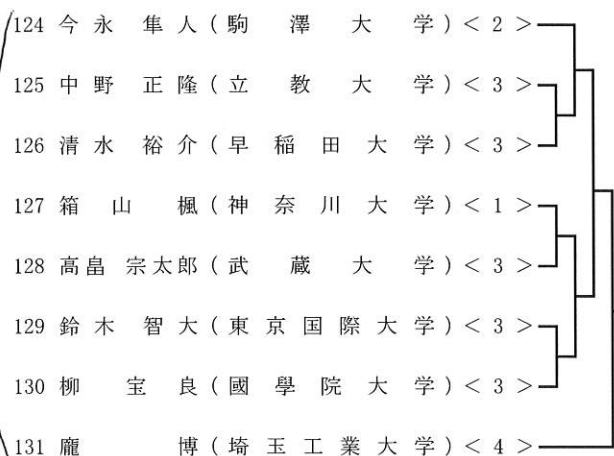 124 今永 隼人 (駒澤大学) < 2 >
125 中野 正隆 (立教大学) < 3 >
126 清水 裕介 (早稲田大学) < 3 >
127 箱山 楓 (神奈川大学) < 1 >
128 高畠 宗太郎 (武蔵大学) < 3 >
129 鈴木 智大 (東京国際大学) < 3 >
130 柳 宝良 (國學院大学) < 3 >
131 龐 博 (埼玉工業大学) < 4 >